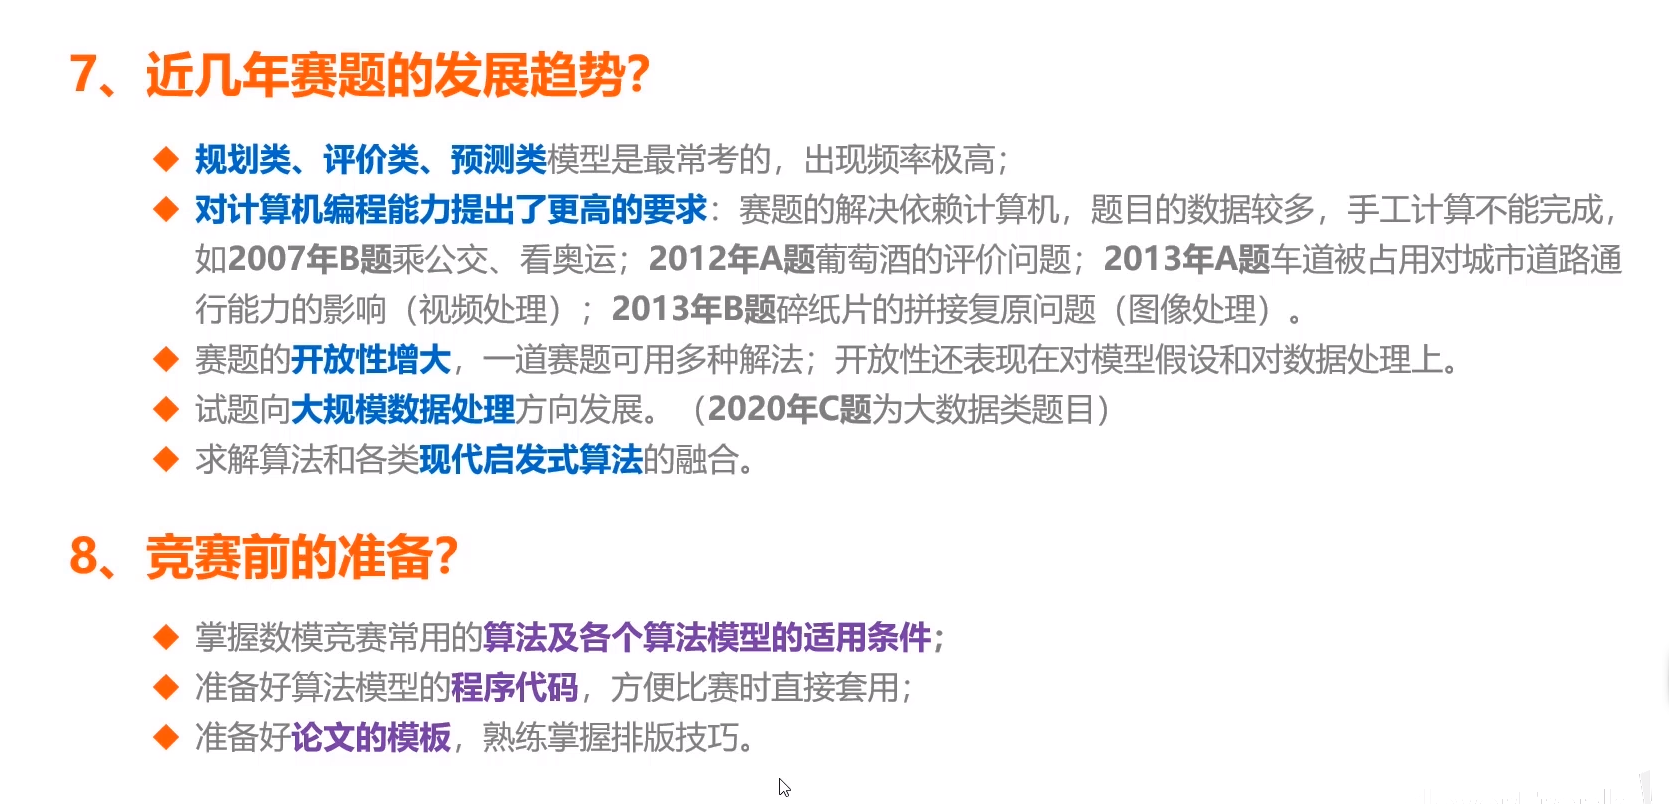 7、近几年赛题的发展趋势？
◆ 规划类、评价类、预测类模型是最常考的，出现频率极高；
◆ 对计算机编程能力提出了更高的要求：赛题的解决依赖计算机，题目的数据较多，手工计算不能完成，
如2007年B题乘公交、看奥运；2012年A题葡萄酒的评价问题；2013年A题车道被占用对城市道路通
行能力的影响（视频处理）；2013年B题碎纸片的拼接复原问题（图像处理）。
◆ 赛题的开放性增大，一道赛题可用多种解法；开放性还表现在对模型假设和对数据处理上。
◆ 试题向大规模数据处理方向发展。（2020年C题为大数据类题目）
◆ 求解算法和各类现代启发式算法的融合。
8、竞赛前的准备？
◆ 掌握数模竞赛常用的算法及各个算法模型的适用条件；
◆ 准备好算法模型的程序代码，方便比赛时直接套用；
◆ 准备好论文的模板，熟练掌握排版技巧。